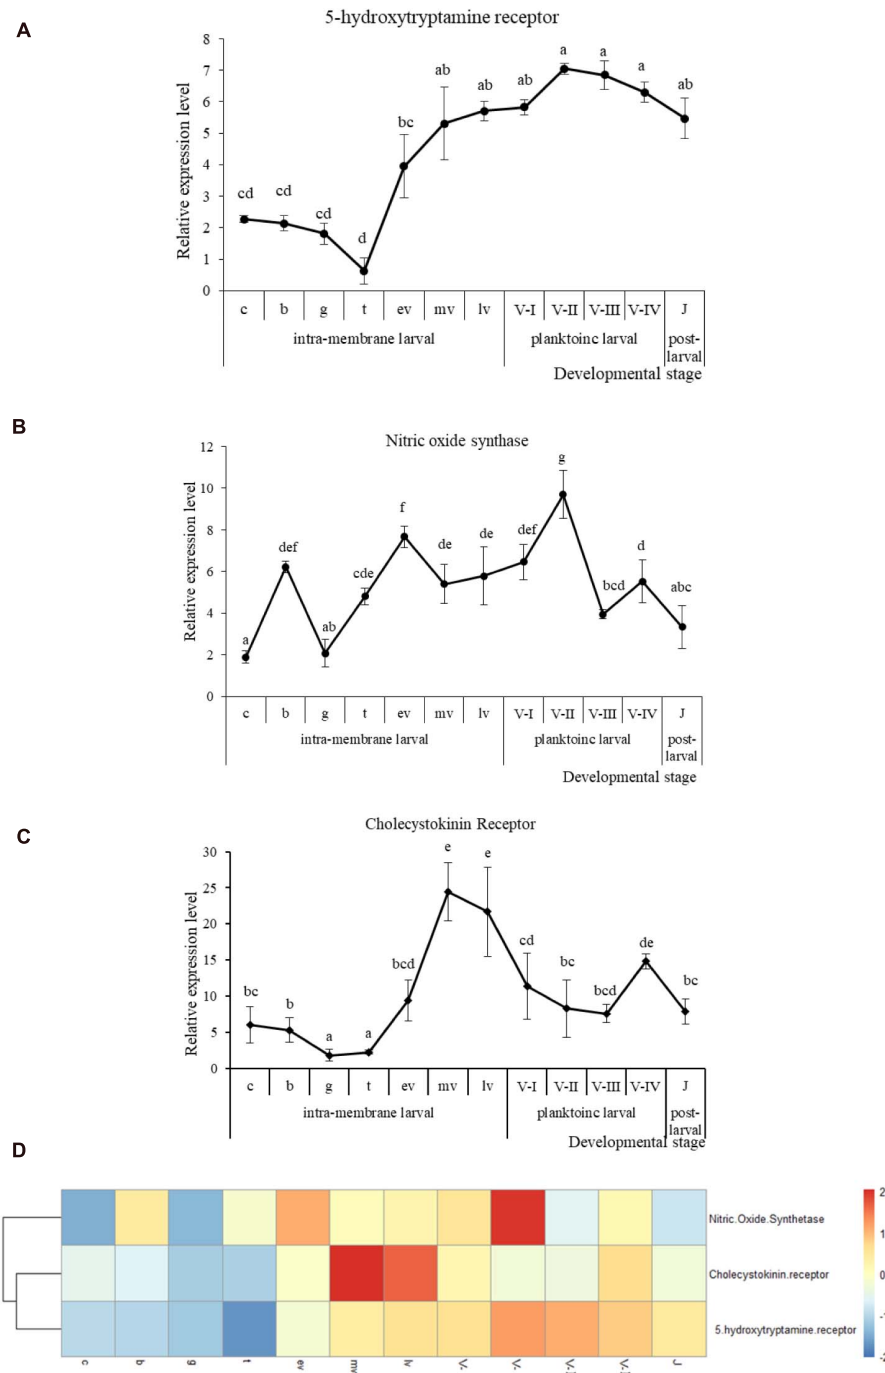 A
5-hydroxytryptamine receptor
Relative expression level
8
7
6
5
4
3
2
1
0
cd cd cd d bc ab ab ab a a a ab
c b g t ev mv lv V-I V-II V-III V-IV J
intra-membrane larval planktoinc larval post-
larval
Developmental stage
B
Nitric oxide synthase
Relative expression level
12
10
8
6
4
2
0
a def ab cde f de de def g bcd d abc
c b g t ev mv lv V-I V-II V-III V-IV J
intra-membrane larval planktoinc larval post-
larval
Developmental stage
C
Cholecystokinin Receptor
Relative expression level
30
25
20
15
10
5
0
bc b a a bcd e e cd bc bcd de bc
c b g t ev mv lv V-I V-II V-III V-IV J
intra-membrane larval planktoinc larval post-
larval
Developmental stage
D
Nitric.Oxide.Synthetase
Cholecystokinin.receptor
5.hydroxytryptamine.receptor
2
1
0
-1
-2
c b g t ev mv lv J